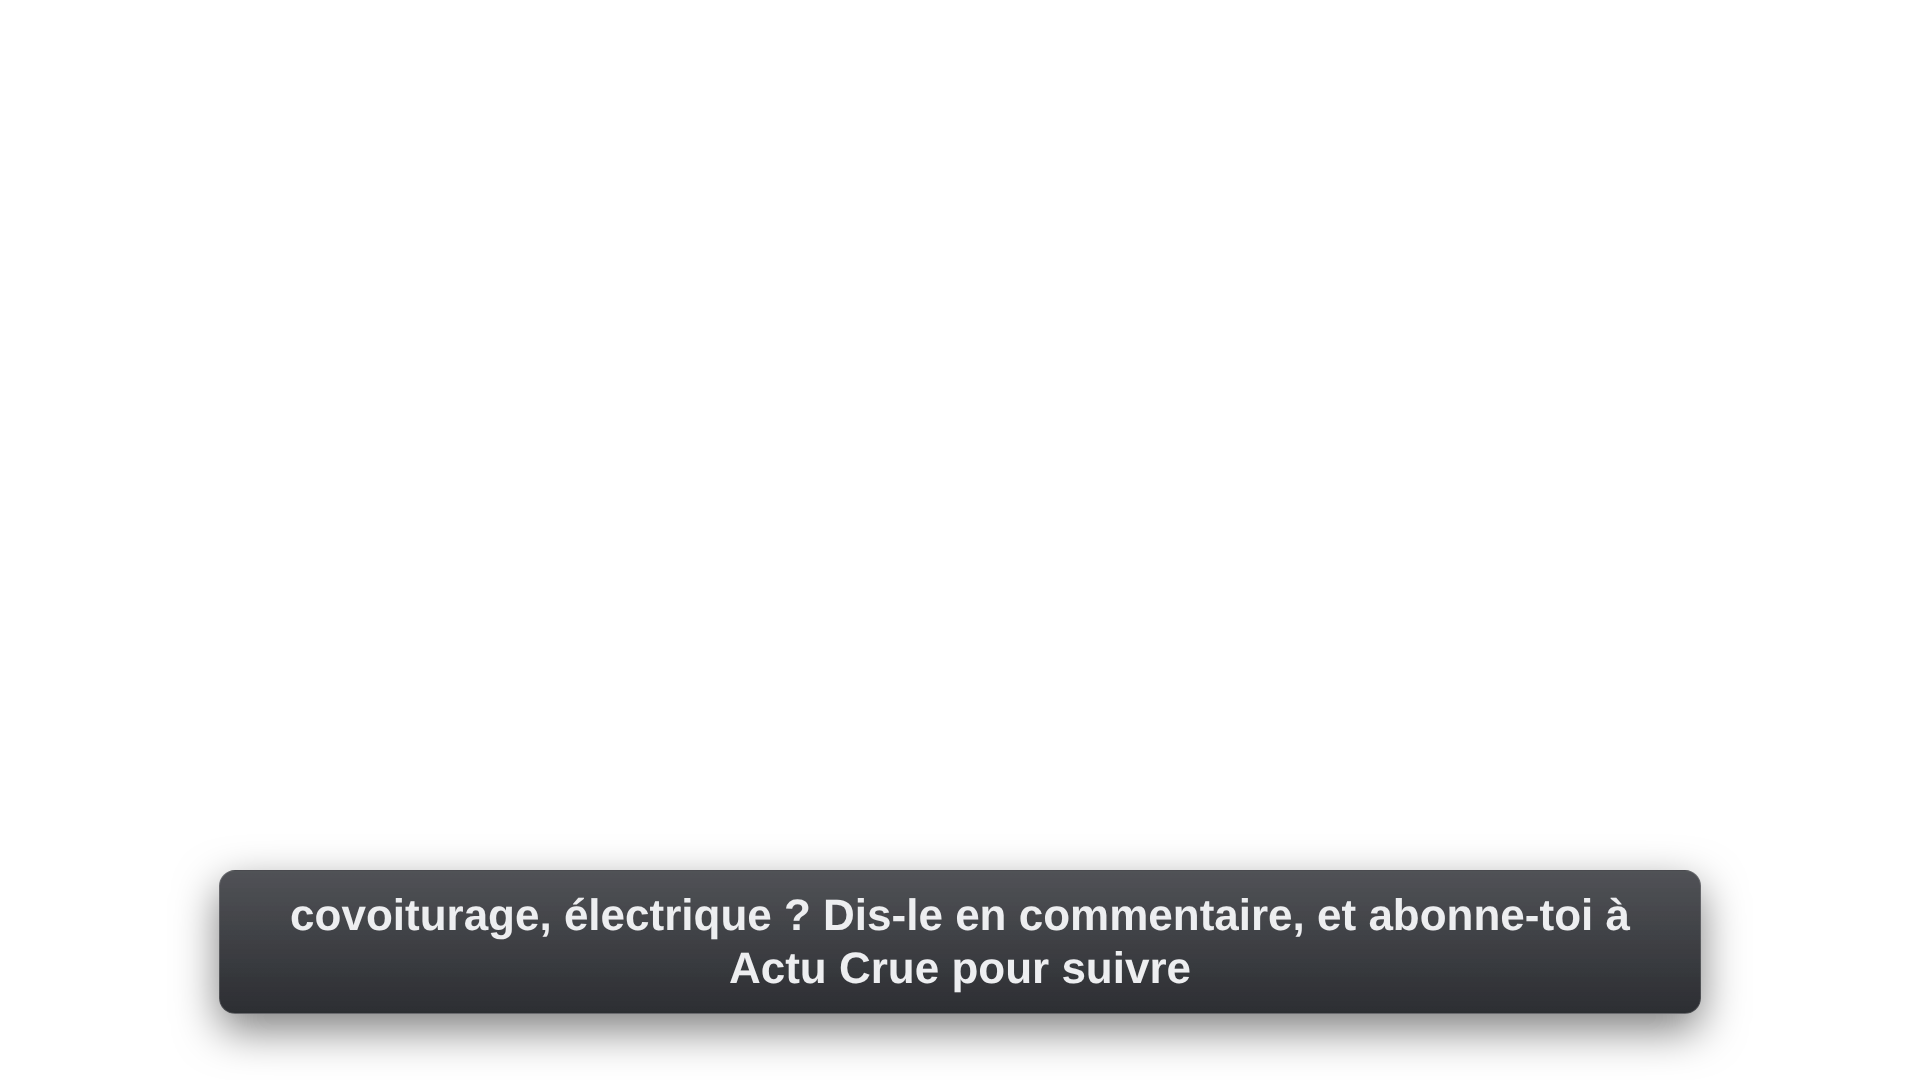 covoiturage, électrique ? Dis-le en commentaire, et abonne-toi à
Actu Crue pour suivre